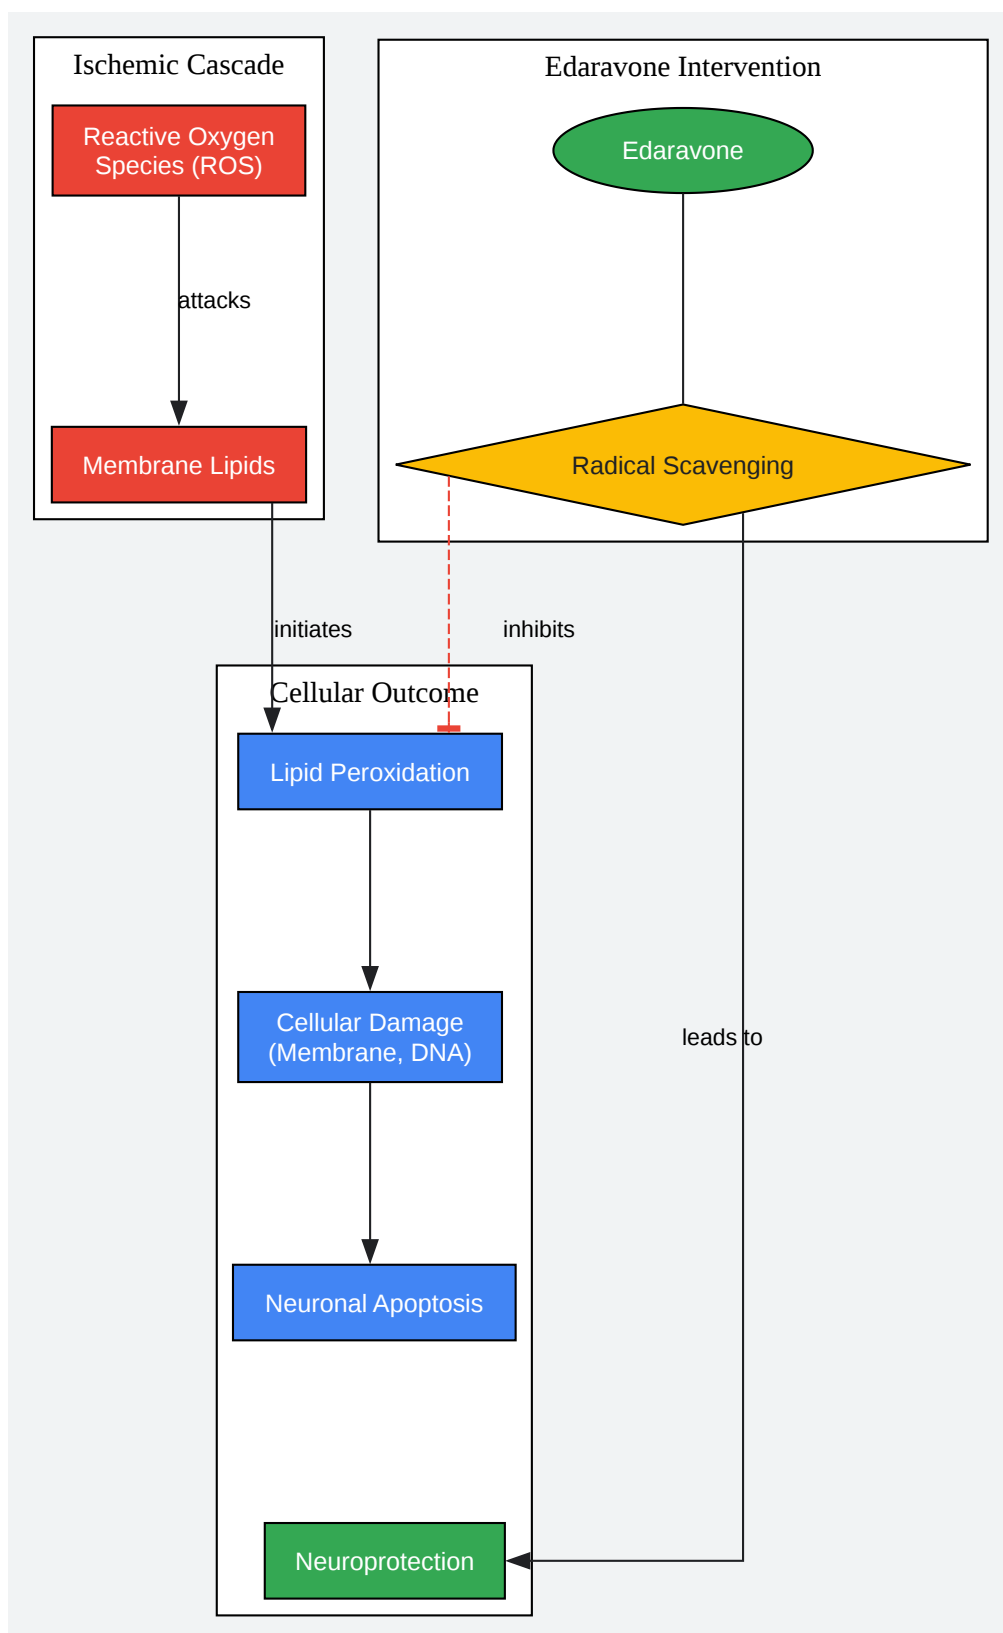 Ischemic Cascade
Reactive Oxygen
Species (ROS)
attacks
Membrane Lipids
Edaravone Intervention
Edaravone
Radical Scavenging
initiates
inhibits
Cellular Outcome
Lipid Peroxidation
Cellular Damage
(Membrane, DNA)
leads to
Neuronal Apoptosis
Neuroprotection